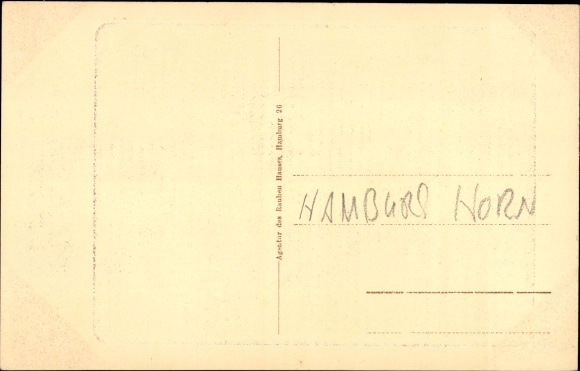 Agentur des Rauhen Hauses, Hamburg 26
HAMBURG HORN